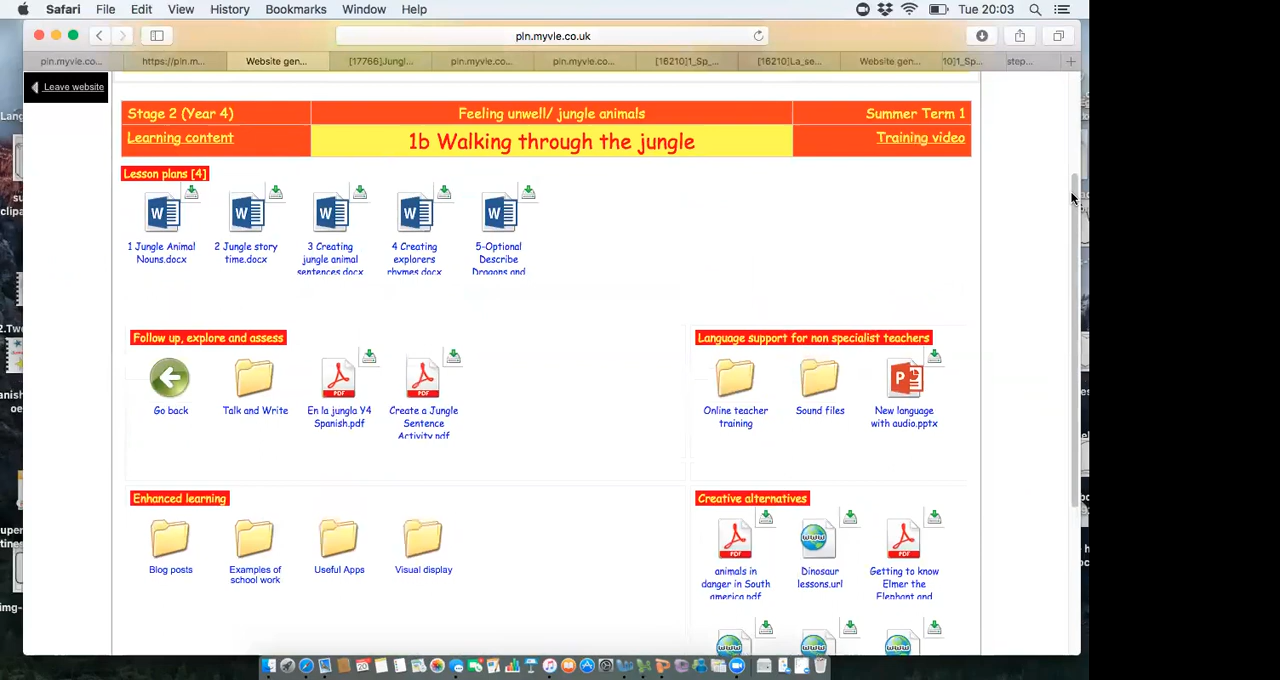 Safari File Edit View History Bookmarks Window Help Tue 20:03
pln.myvle.co.uk
pln.myvle.co... https://pln.m... Website gen... [17766]Jungl... pln.myvle.co... pln.myvle.co... [16210]1_Sp_... [16210]La_se... Website gen... 10]1_Sp... step...
Leave website
Stage 2 (Year 4) Feeling unwell/ jungle animals Summer Term 1
Learning content 1b Walking through the jungle Training video
Lesson plans [4]
1 Jungle Animal 2 Jungle story 3 Creating 4 Creating 5-Optional
Nouns.docx time.docx jungle animal explorers Describe
sentences.docx rhymes.docx Dragons and
Follow up, explore and assess Language support for non specialist teachers
Go back Talk and Write En la jungla Y4 Create a Jungle Online teacher Sound files New language
Spanish.pdf Sentence training with audio.pptx
Activity.pdf
Enhanced learning Creative alternatives
Blog posts Examples of Useful Apps Visual display animals in Dinosaur Getting to know
school work danger in South lessons.url Elmer the
america.pdf Elephant and